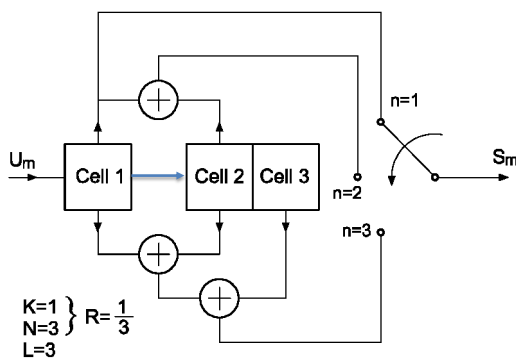 n=1
Um
Cell 1
Cell 2
Cell 3
Sm
n=2
n=3
K=1
N=3
L=3
} R=1/3